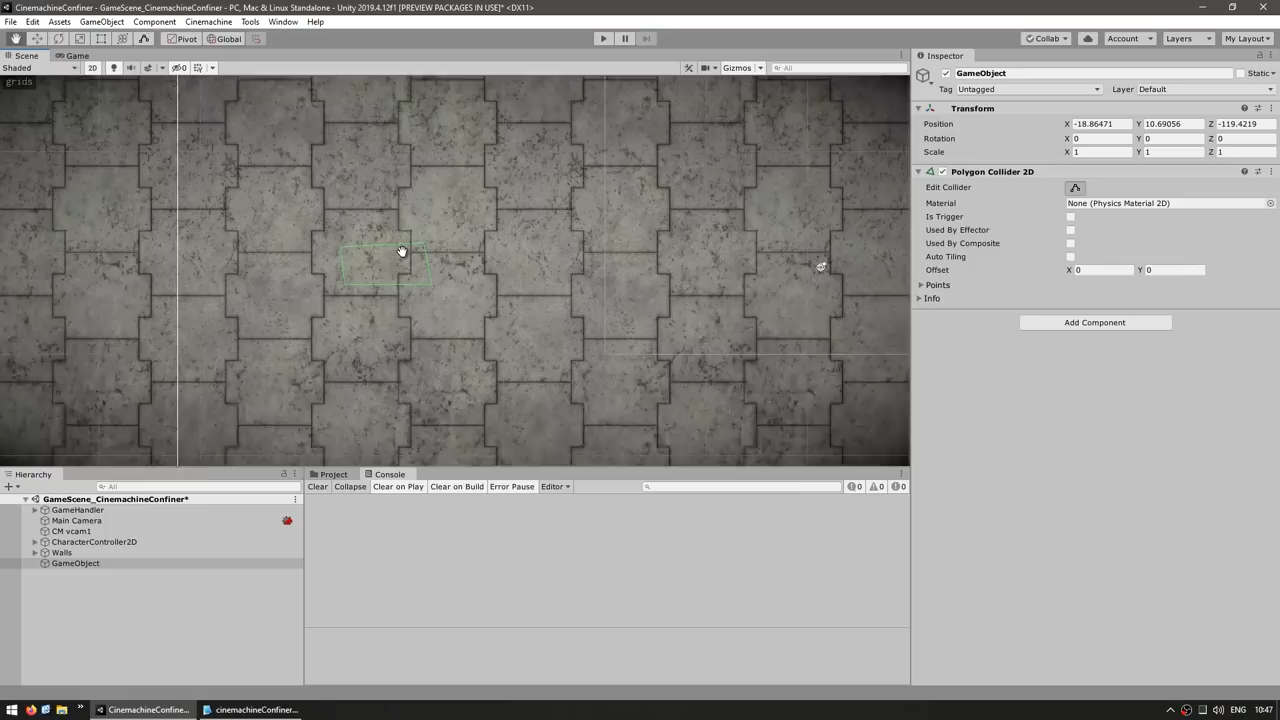 CinemachineConfiner - GameScene_CinemachineConfiner - PC, Mac & Linux Standalone - Unity 2019.4.12f1 [PREVIEW PACKAGES IN USE]* <DX11>
File Edit Assets GameObject Component Cinemachine Tools Window Help
Pivot Global Collab Account Layers My Layout
Scene Game
Shaded 2D 0 Gizmos All
grids
Inspector
GameObject Static
Tag Untagged Layer Default
Transform
Position X -18.86471 Y 10.69056 Z -119.4219
Rotation X 0 Y 0 Z 0
Scale X 1 Y 1 Z 1
Polygon Collider 2D
Edit Collider
Material None (Physics Material 2D)
Is Trigger
Used By Effector
Used By Composite
Auto Tiling
Offset X 0 Y 0
Points
Info
Add Component
Hierarchy
All
GameScene_CinemachineConfiner*
GameHandler
Main Camera
CM vcam1
CharacterController2D
Walls
GameObject
Project Console
Clear Collapse Clear on Play Clear on Build Error Pause Editor 0 0 0
CinemachineConfine... cinemachineConfiner... ENG 10:47